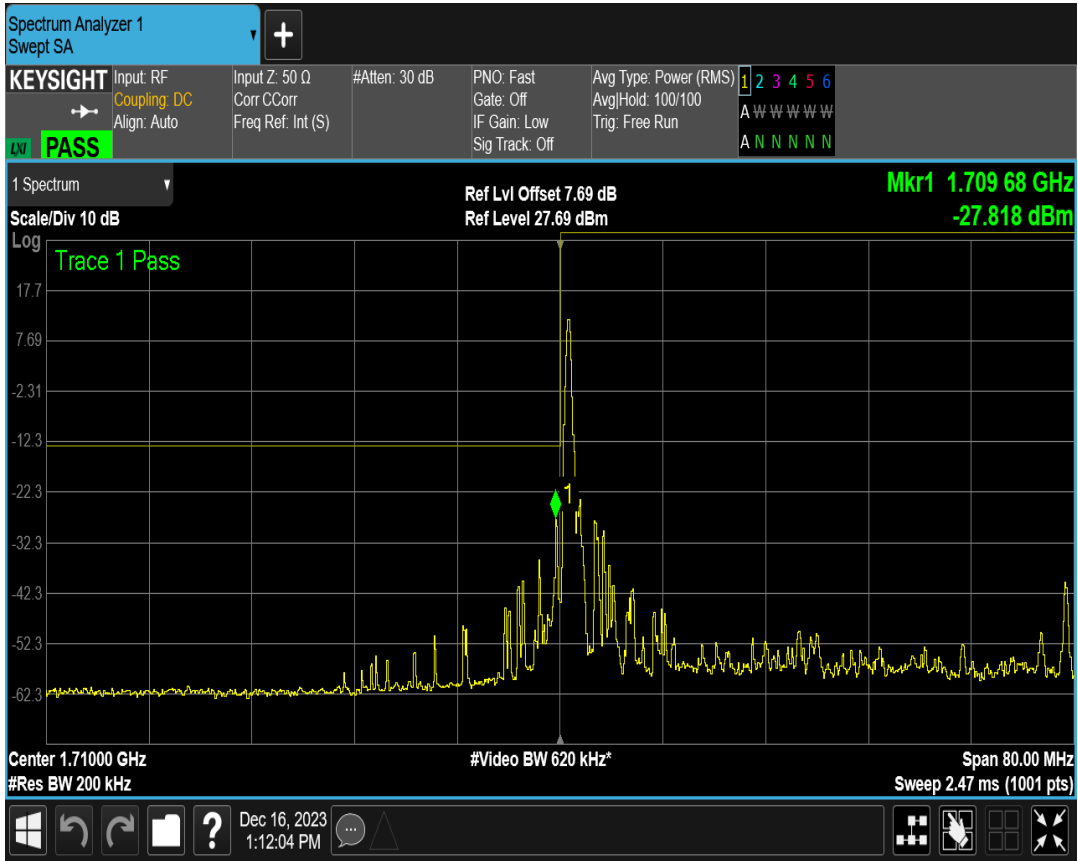 Spectrum Analyzer 1
Swept SA
+
KEYSIGHT
LXI PASS
Input: RF
Coupling: DC
Align: Auto
Input Z: 50 Ω
Corr CCorr
Freq Ref: Int (S)
#Atten: 30 dB
PNO: Fast
Gate: Off
IF Gain: Low
Sig Track: Off
Avg Type: Power (RMS)
Avg|Hold: 100/100
Trig: Free Run
1 2 3 4 5 6
A W W W W W
A N N N N N
1 Spectrum
Scale/Div 10 dB
Log
Ref Lvl Offset 7.69 dB
Ref Level 27.69 dBm
Mkr1 1.709 68 GHz
-27.818 dBm
Trace 1 Pass
17.7
7.69
-2.31
-12.3
-22.3
1
-32.3
-42.3
-52.3
-62.3
Center 1.71000 GHz
#Res BW 200 kHz
#Video BW 620 kHz*
Span 80.00 MHz
Sweep 2.47 ms (1001 pts)
?
Dec 16, 2023
1:12:04 PM